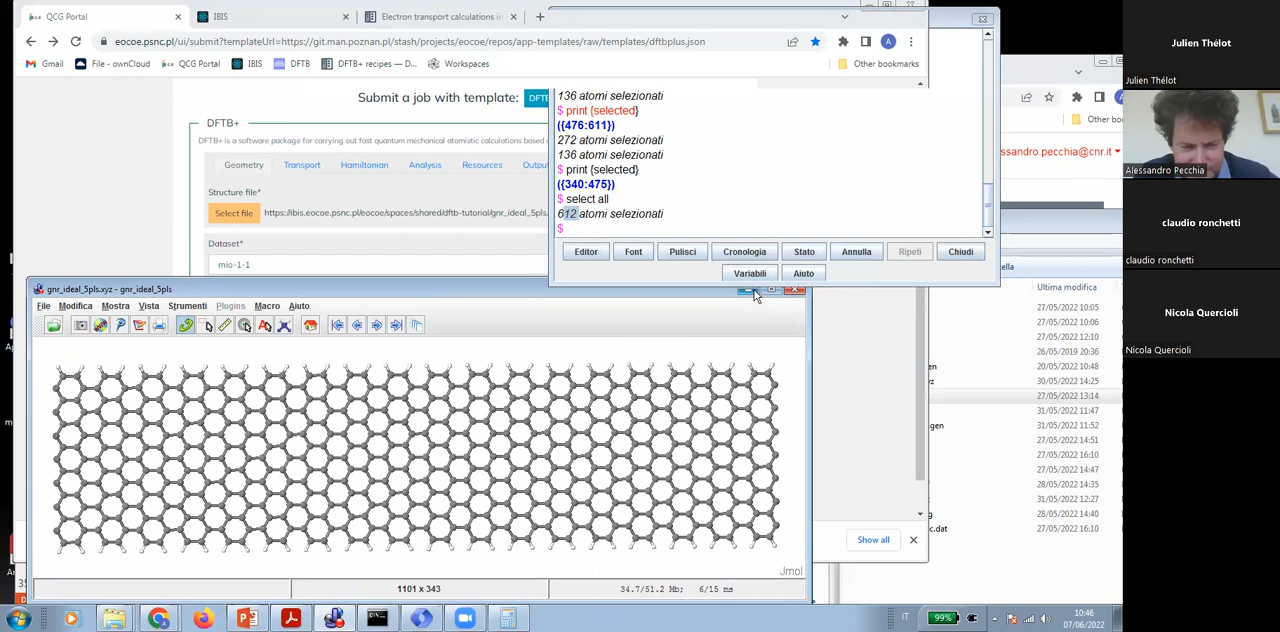 QCG Portal
IBIS
Electron transport calculations in
eocoe.psnc.pl/ui/submit?templateUrl=https://git.man.poznan.pl/stash/projects/eocoe/repos/app-templates/raw/templates/dftbplus.json
Gmail
File - ownCloud
QCG Portal
IBIS
DFTB
DFTB+ recipes — D...
Workspaces
Other bookmarks
Submit a job with template:
DFTB+
DFTB+ is a software package for carrying out fast quantum mechanical atomistic calculations based
Geometry
Transport
Hamiltonian
Analysis
Resources
Structure file*
Select file
https://ibis.eocoe.psnc.pl/eocoe/spaces/shared/dftb-tutorial/gnr_ideal_5pls.
Dataset*
mio-1-1
136 atomi selezionati
$ print {selected}
({476:611})
272 atomi selezionati
136 atomi selezionati
$ print {selected}
({340:475})
$ select all
612 atomi selezionati
$
Editor
Font
Pulisci
Cronologia
Stato
Annulla
Ripeti
Chiudi
Variabili
Aiuto
gnr_ideal_5pls.xyz - gnr_ideal_5pls
File
Modifica
Mostra
Vista
Strumenti
Plugins
Macro
Aiuto
Jmol
1101 x 343
34.7/51.2 Mb; 6/15 ms
Show all
Other
ssandro.pecchia@cnr.it
Ultima modifica
27/05/2022 10:05
27/05/2022 10:06
27/05/2022 12:10
26/05/2019 20:36
20/05/2022 10:48
30/05/2022 14:25
27/05/2022 13:14
31/05/2022 11:47
31/05/2022 11:52
27/05/2022 14:51
27/05/2022 16:10
27/05/2022 14:47
28/05/2022 14:35
31/05/2022 12:27
28/05/2022 14:40
27/05/2022 16:10
Julien Thélot
Julien Thélot
Alessandro Pecchia
claudio ronchetti
claudio ronchetti
Nicola Quercioli
Nicola Quercioli
IT
99%
10:46
07/06/2022